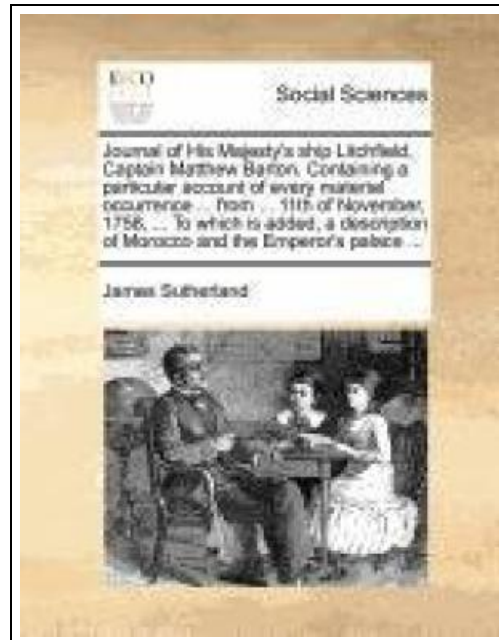 ECCO
Social Sciences
Journal of His Majesty's ship Litchfield,
Captain Matthew Barton. Containing a
particular account of every material
occurrence ... from ... 11th of November,
1758, ... To which is added, a description
of Morocco and the Emperor's palace ...
James Sutherland